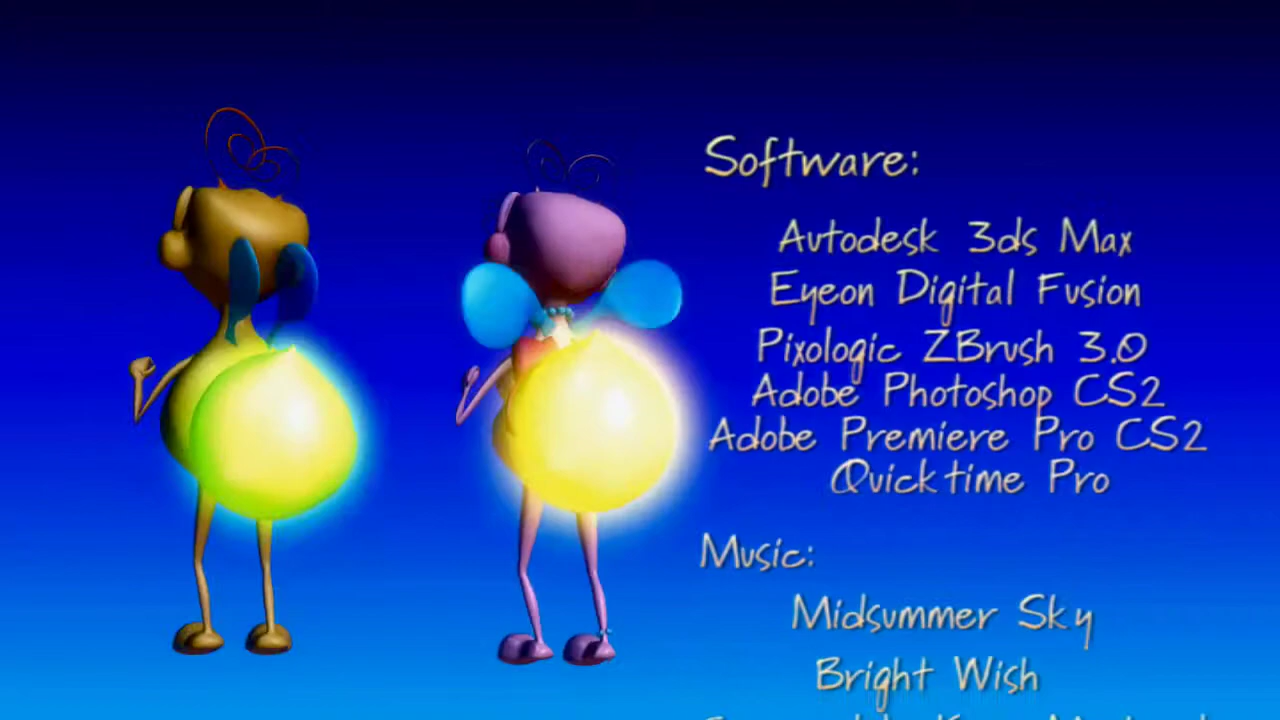 Software:
Autodesk 3ds Max
Eyeon Digital Fusion
Pixologic ZBrush 3.0
Adobe Photoshop CS2
Adobe Premiere Pro CS2
Quicktime Pro
Music:
Midsummer Sky
Bright Wish